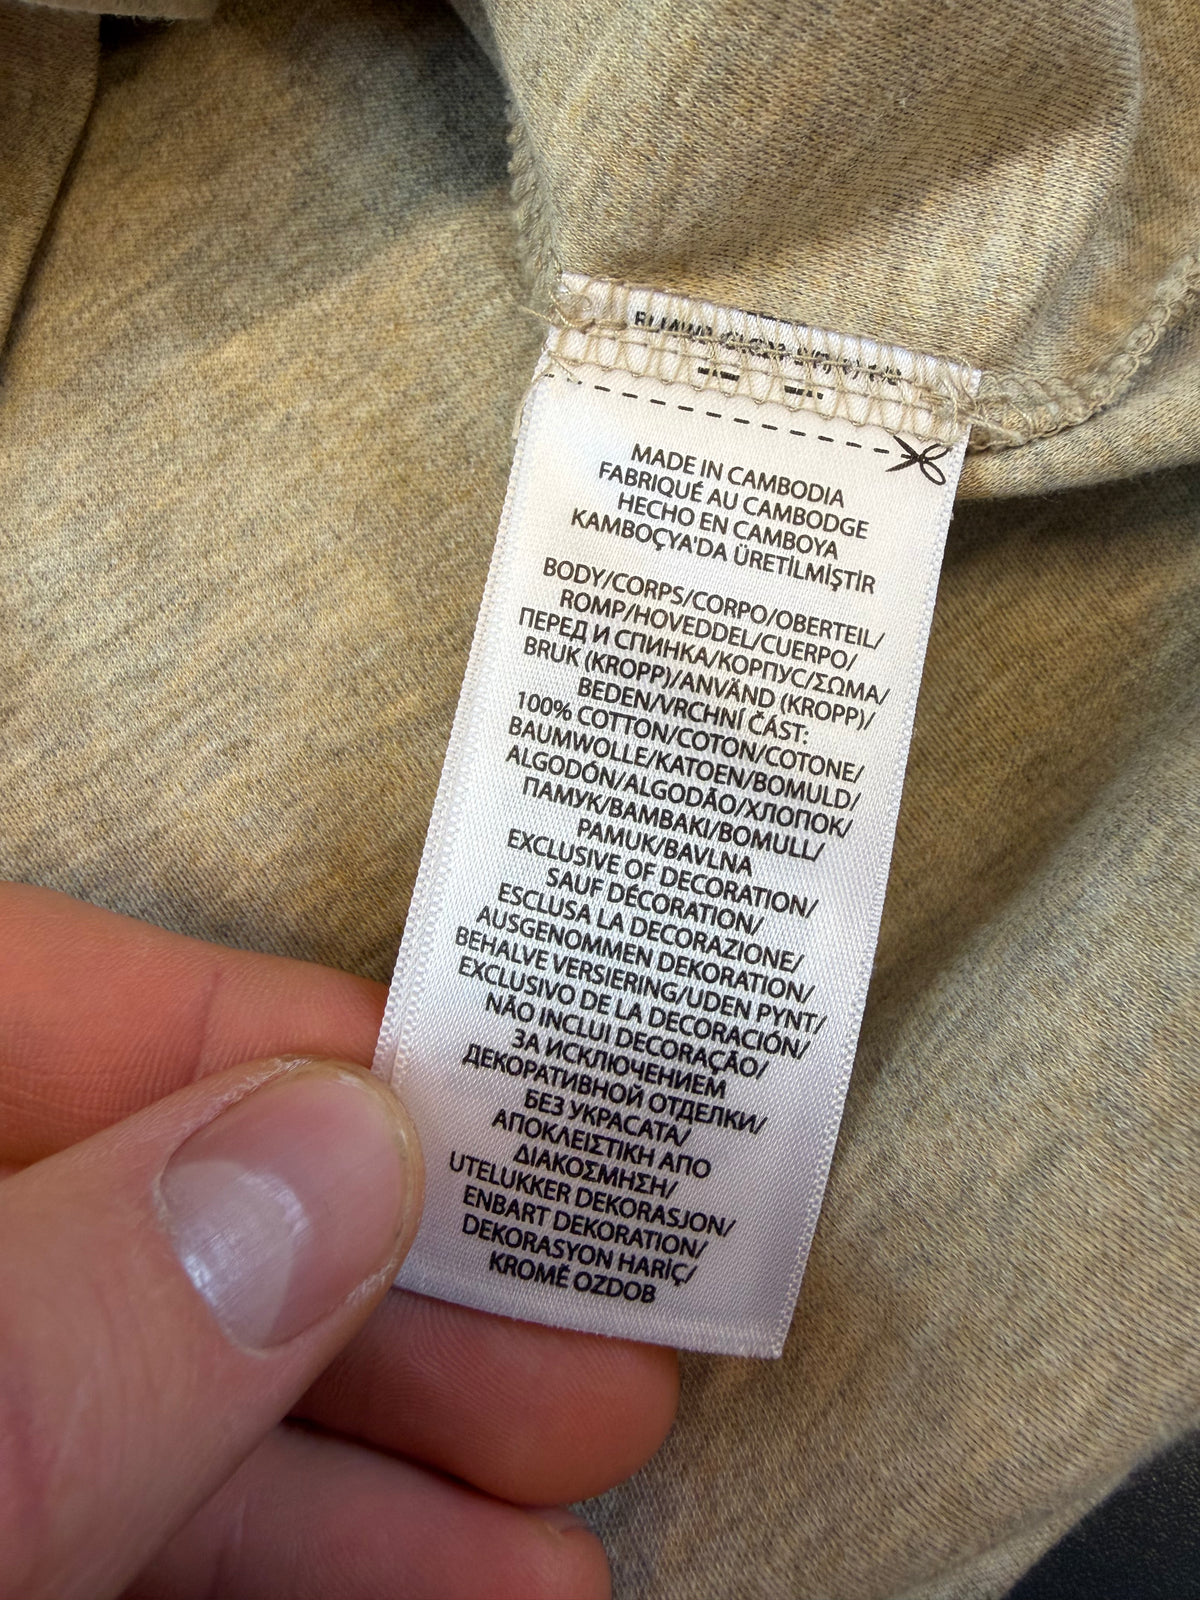 MADE IN CAMBODIA
FABRIQUÉ AU CAMBODGE
HECHO EN CAMBOYA
KAMBOÇYA'DA ÜRETİLMİŞTİR
BODY/CORPS/CORPO/OBERTEIL/
ROMP/HOVEDDEL/CUERPO/
ПЕРЕД И СПИНКА/КОРПУС/ΣΩΜΑ/
BRUK (KROPP)/ANVÄND (KROPP)/
BEDEN/VRCHNÍ ČÁST:
100% COTTON/COTON/COTONE/
BAUMWOLLE/KATOEN/BOMULD/
ALGODÓN/ALGODÃO/ХЛОПОК/
ПАМУК/ΒΑΜΒΑΚΙ/BOMULL/
PAMUK/BAVLNA
EXCLUSIVE OF DECORATION/
SAUF DÉCORATION/
ESCLUSA LA DECORAZIONE/
AUSGENOMMEN DEKORATION/
BEHALVE VERSIERING/UDEN PYNT/
EXCLUSIVO DE LA DECORACIÓN/
NÃO INCLUI DECORAÇÃO/
ЗА ИСКЛЮЧЕНИЕМ
ДЕКОРАТИВНОЙ ОТДЕЛКИ/
БЕЗ УКРАСАТА/
ΑΠΟΚΛΕΙΣΤΙΚΗ ΑΠΟ
ΔΙΑΚΟΣΜΗΣΗ/
UTELUKKER DEKORASJON/
ENBART DEKORATION/
DEKORASYON HARİÇ/
KROMĚ OZDOB